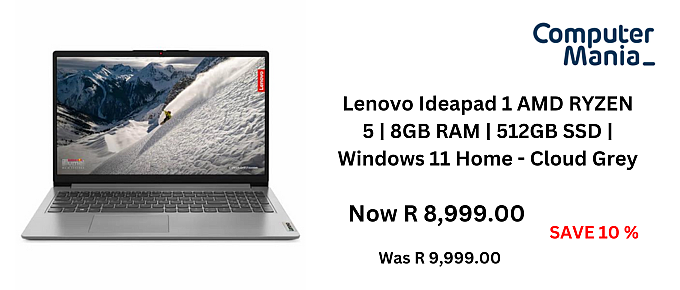 Computer
Mania_
Lenovo Ideapad 1 AMD RYZEN
5 | 8GB RAM | 512GB SSD |
Windows 11 Home - Cloud Grey
Now R 8,999.00
SAVE 10 %
Was R 9,999.00
Lenovo